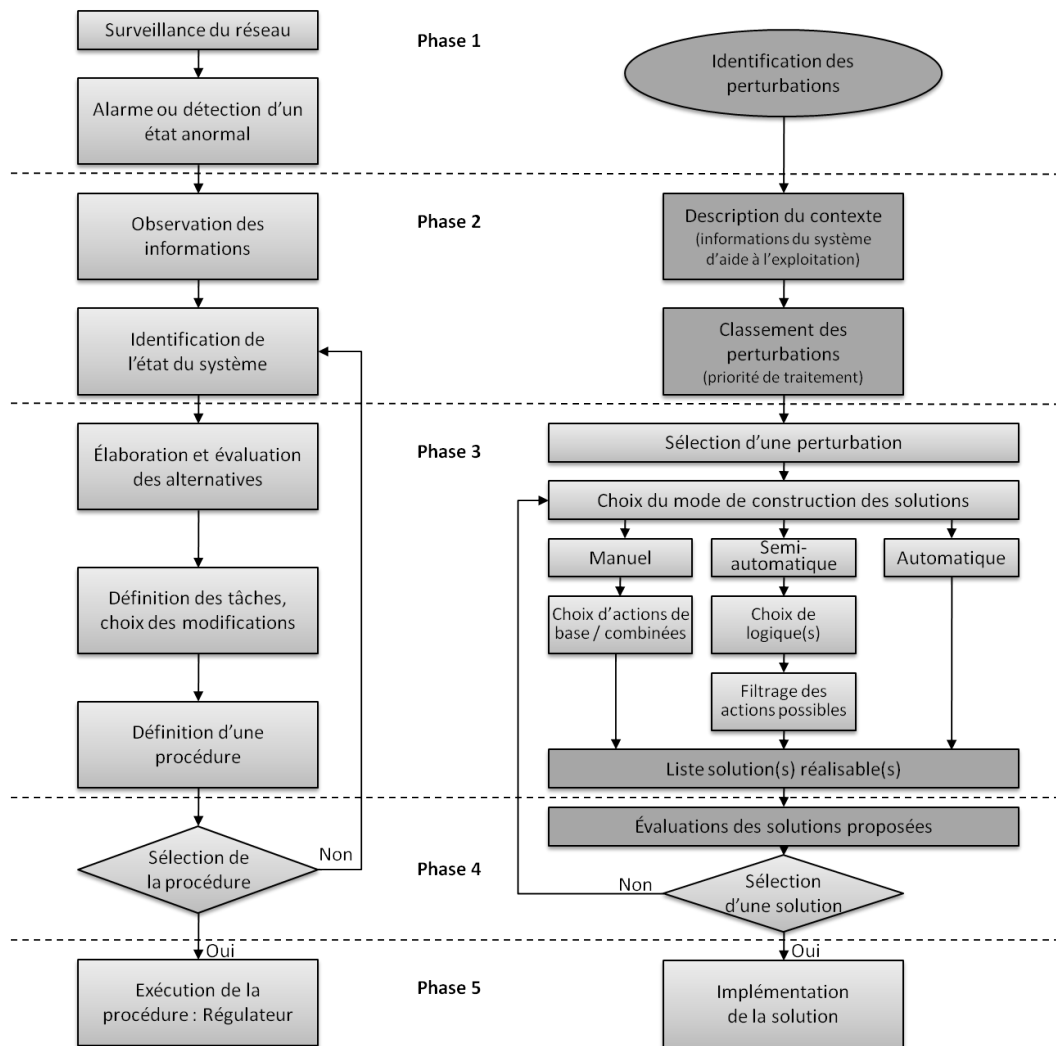 Surveillance du réseau
Alarme ou détection d'un
état anormal
Phase 1
Identification des
perturbations
Observation des
informations
Identification de
l'état du système
Phase 2
Description du contexte
(informations du système
d'aide à l'exploitation)
Classement des
perturbations
(priorité de traitement)
Élaboration et évaluation
des alternatives
Définition des tâches,
choix des modifications
Définition d'une
procédure
Phase 3
Sélection d'une perturbation
Choix du mode de construction des solutions
Manuel
Semi-
automatique
Automatique
Choix d'actions de
base / combinées
Choix de
logique(s)
Filtrage des
actions possibles
Liste solution(s) réalisable(s)
Sélection de
la procédure
Non
Oui
Phase 4
Évaluations des solutions proposées
Non
Sélection
d'une solution
Oui
Exécution de la
procédure : Régulateur
Phase 5
Implémentation
de la solution